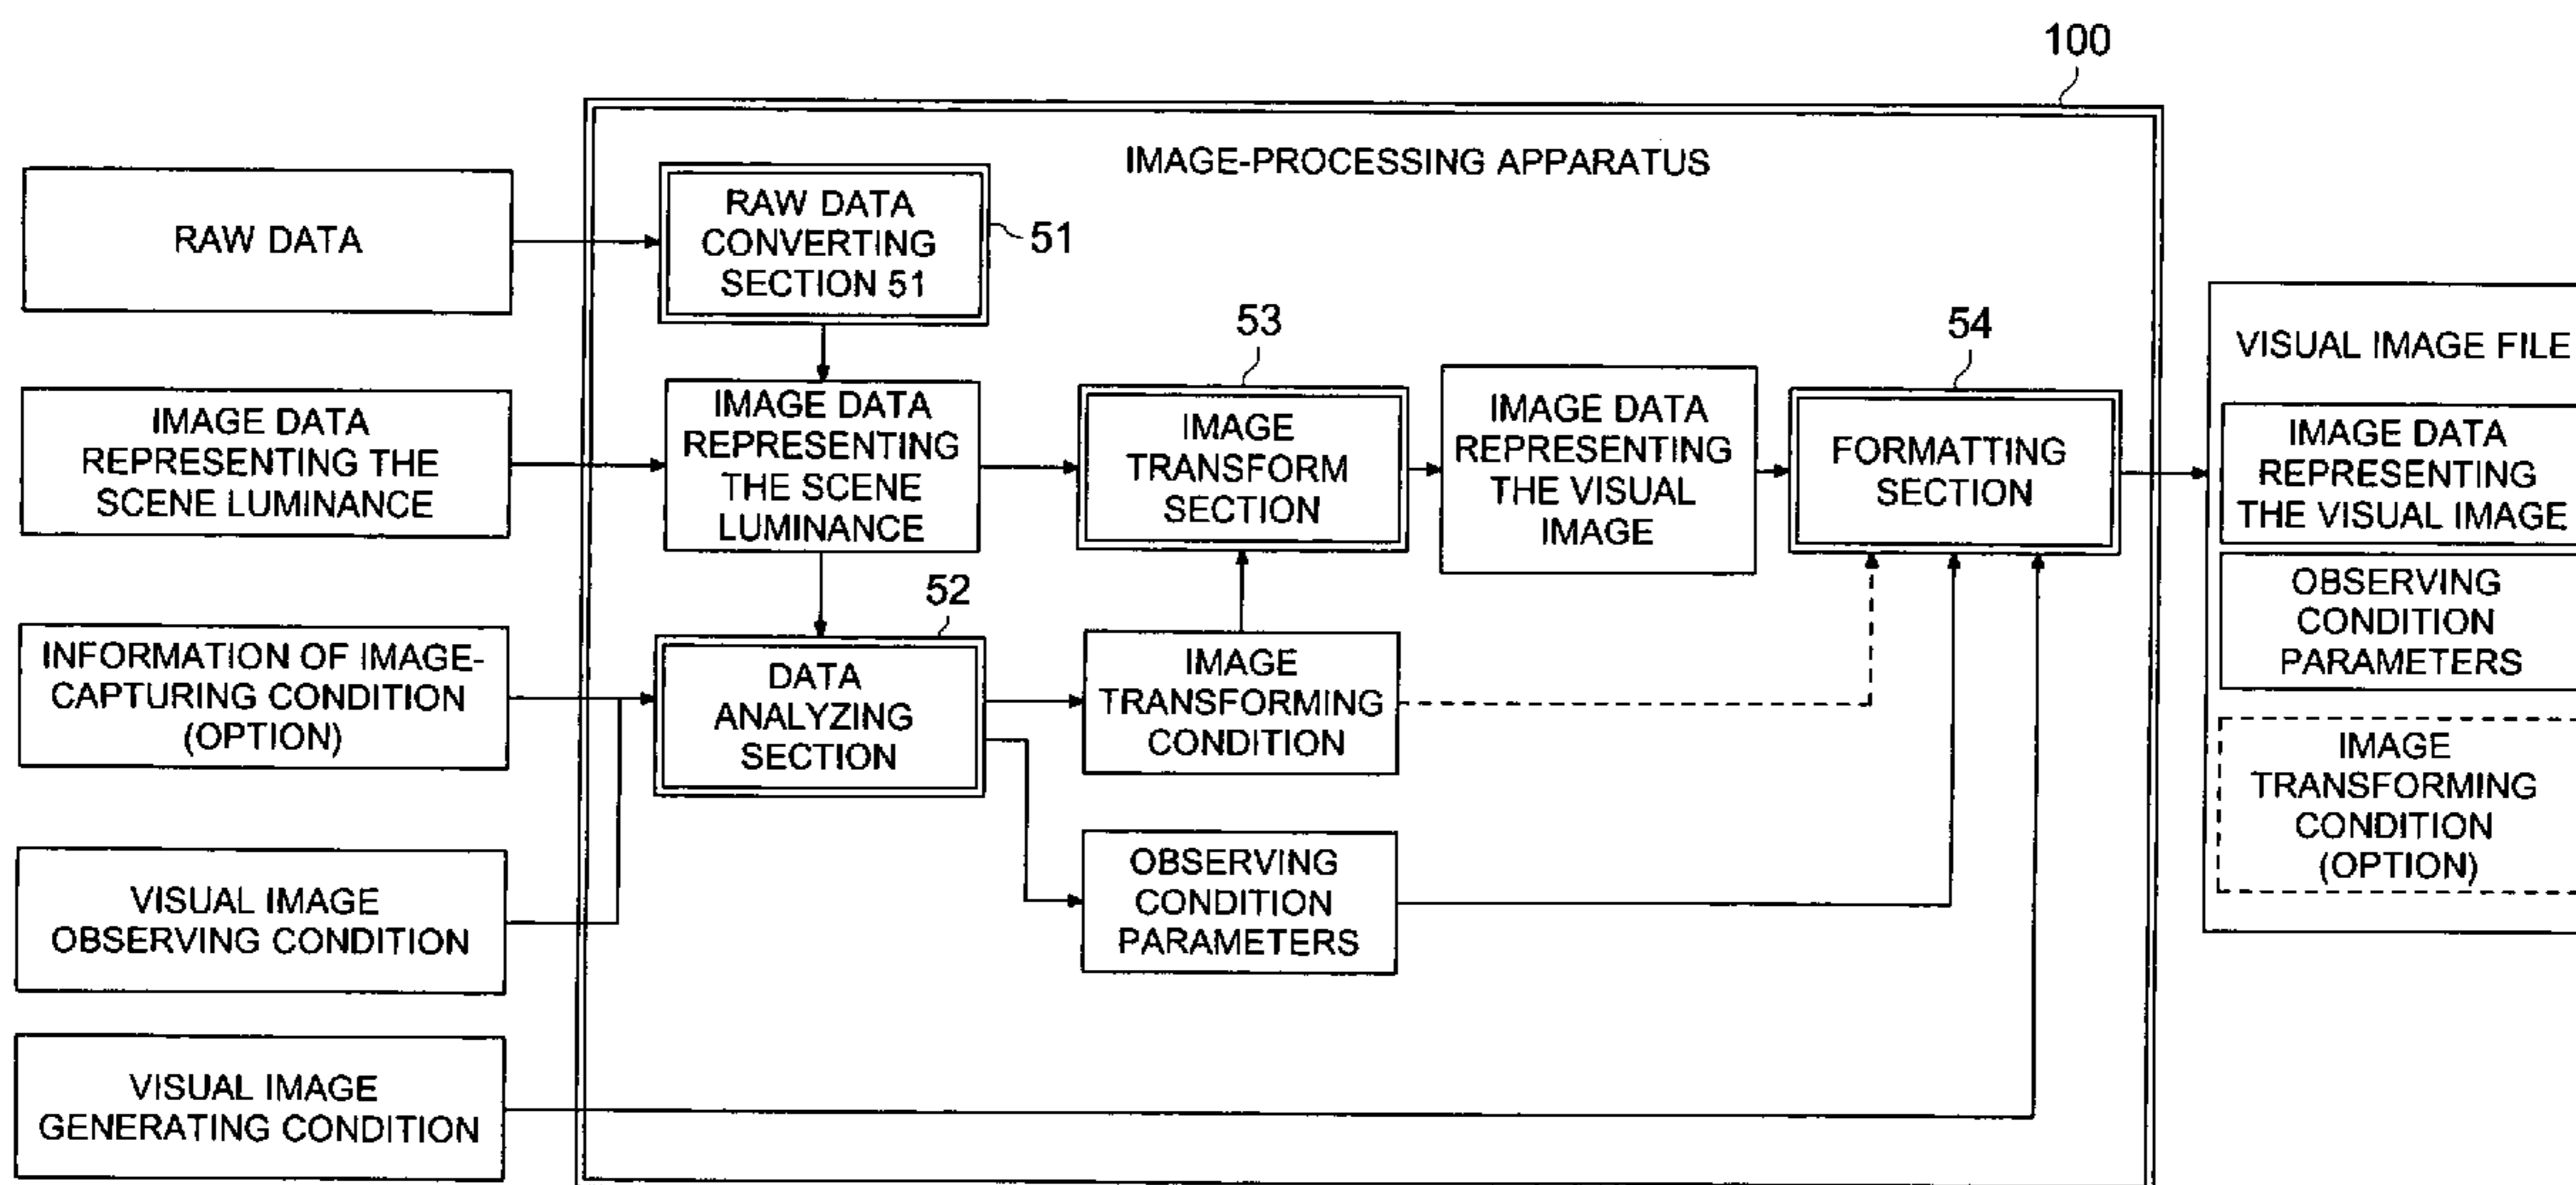 100
IMAGE-PROCESSING APPARATUS
RAW DATA
RAW DATA
CONVERTING
SECTION 51
51
IMAGE DATA
REPRESENTING THE
SCENE LUMINANCE
IMAGE DATA
REPRESENTING
THE SCENE
LUMINANCE
53
IMAGE
TRANSFORM
SECTION
IMAGE DATA
REPRESENTING
THE VISUAL
IMAGE
54
FORMATTING
SECTION
VISUAL IMAGE FILE
IMAGE DATA
REPRESENTING
THE VISUAL IMAGE
OBSERVING
CONDITION
PARAMETERS
IMAGE
TRANSFORMING
CONDITION
(OPTION)
INFORMATION OF IMAGE-
CAPTURING CONDITION
(OPTION)
52
DATA
ANALYZING
SECTION
IMAGE
TRANSFORMING
CONDITION
VISUAL IMAGE
OBSERVING CONDITION
OBSERVING
CONDITION
PARAMETERS
VISUAL IMAGE
GENERATING CONDITION